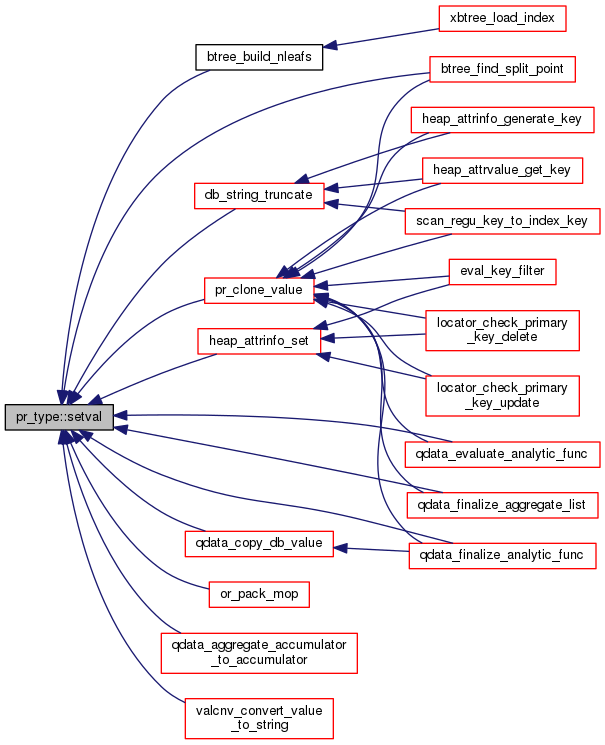 xbtree_load_index
btree_build_nleafs
btree_find_split_point
heap_attrinfo_generate_key
heap_attrvalue_get_key
db_string_truncate
scan_regu_key_to_index_key
eval_key_filter
pr_clone_value
locator_check_primary
_key_delete
heap_attrinfo_set
locator_check_primary
_key_update
pr_type::setval
qdata_evaluate_analytic_func
qdata_finalize_aggregate_list
qdata_copy_db_value
qdata_finalize_analytic_func
or_pack_mop
qdata_aggregate_accumulator
_to_accumulator
valcnv_convert_value
_to_string